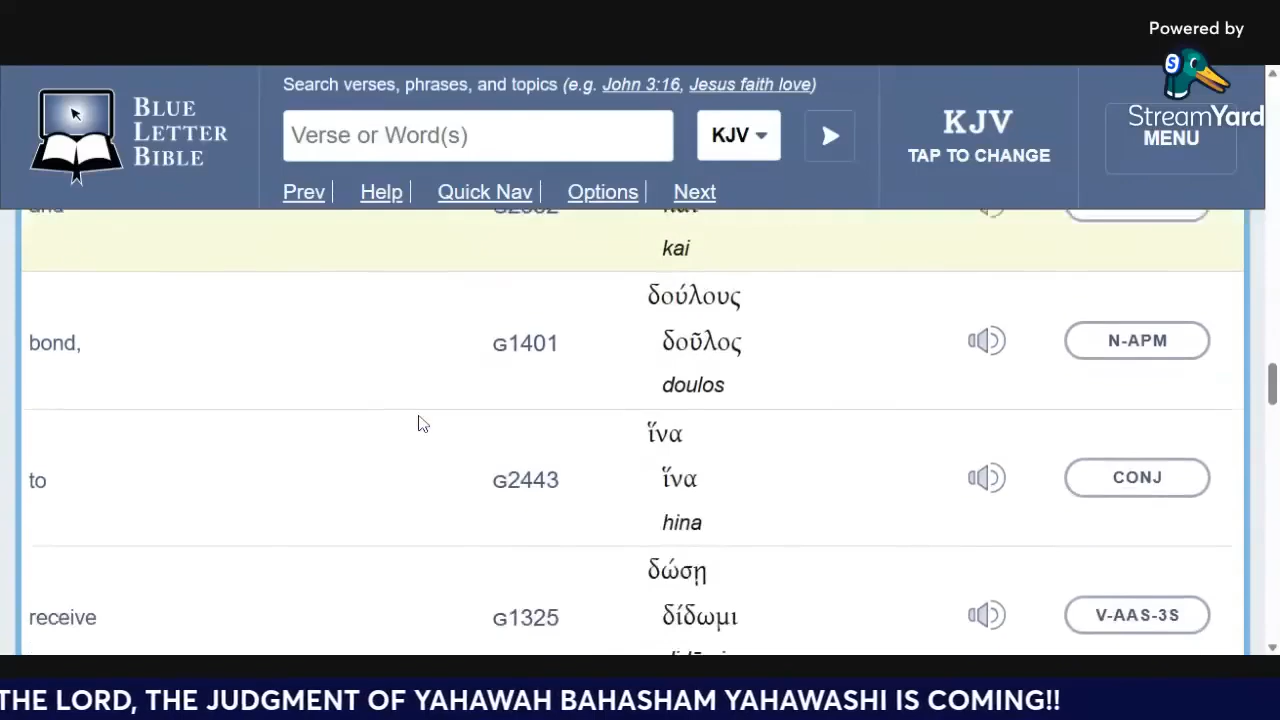 Powered by
StreamYard
BLUE
LETTER
BIBLE
Search verses, phrases, and topics (e.g. John 3:16, Jesus faith love)
Verse or Word(s)
KJV
KJV
TAP TO CHANGE
MENU
Prev | Help | Quick Nav | Options | Next
kai
bond, G1401 δούλους
δοῦλος
doulos
N-APM
to G2443 ἵνα
ἵνα
hina
CONJ
receive G1325 δώσῃ
δίδωμι
V-AAS-3S
THE LORD, THE JUDGMENT OF YAHAWAH BAHASHAM YAHAWASHI IS COMING!!